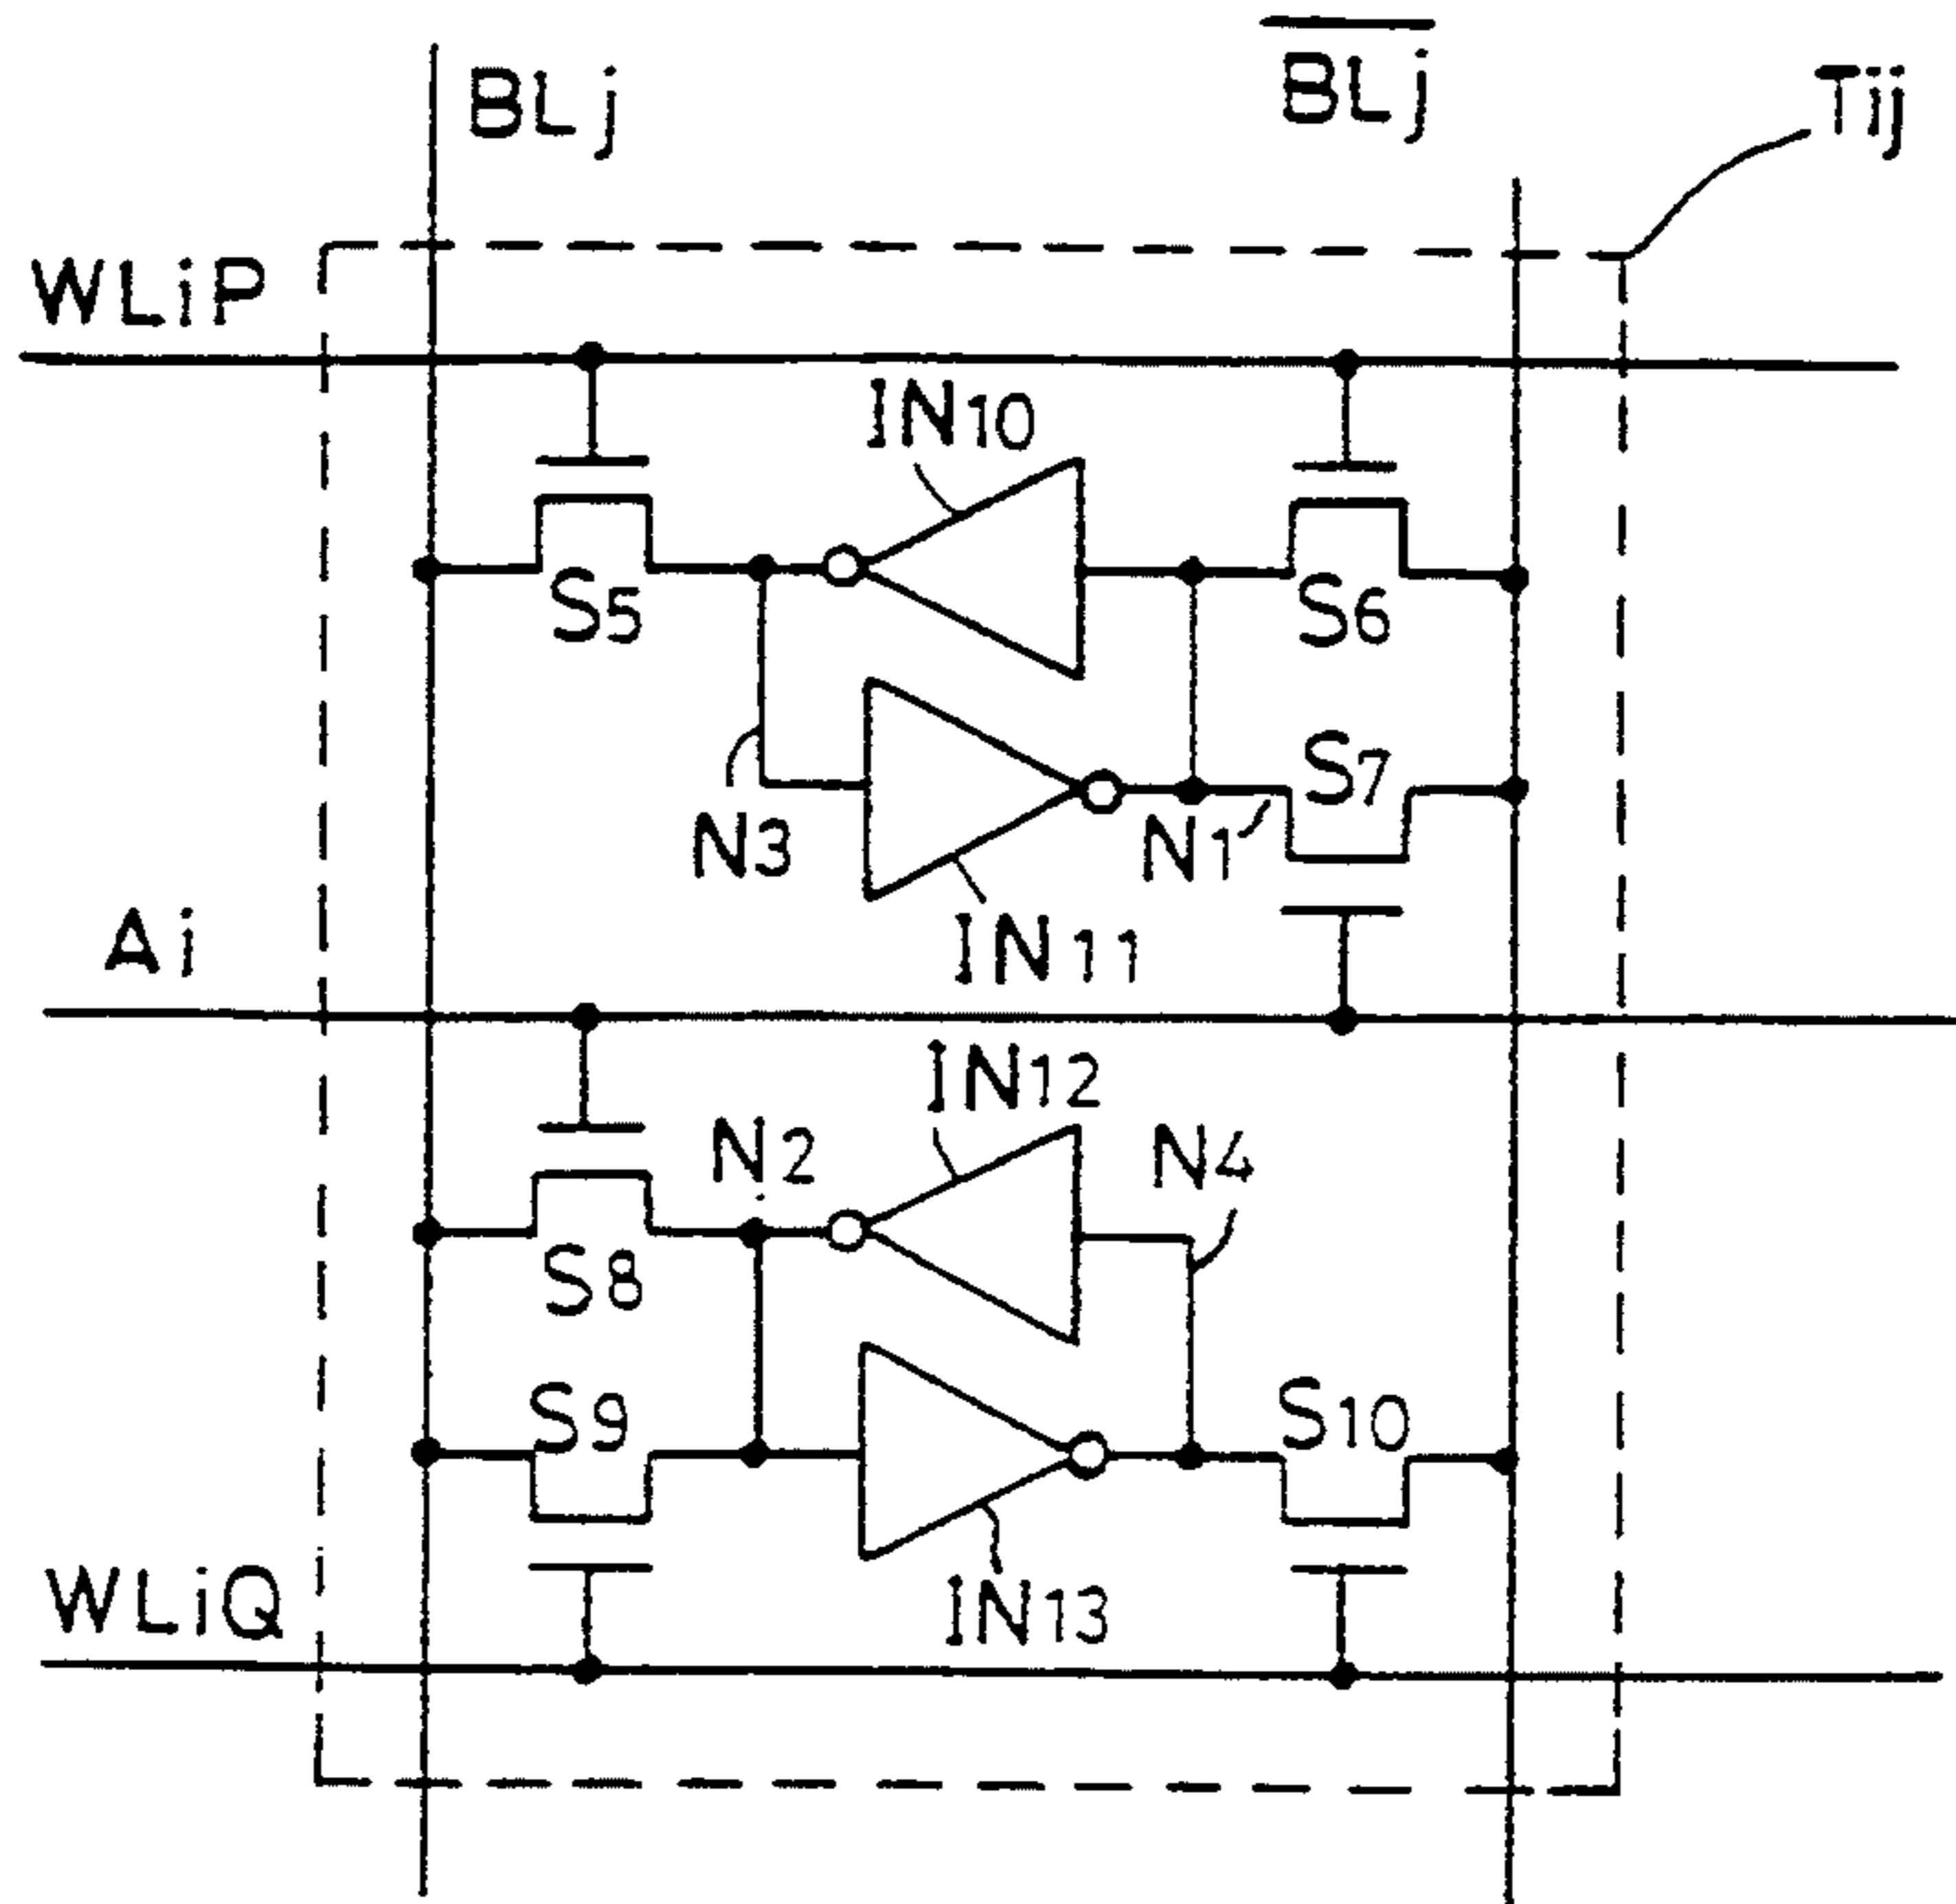 BLj
B̅L̅j̅
Tij
WLiP
IN10
S5
S6
S7
N3
N1
IN11
Ai
IN12
N2
N4
S8
S9
S10
WLiQ
IN13